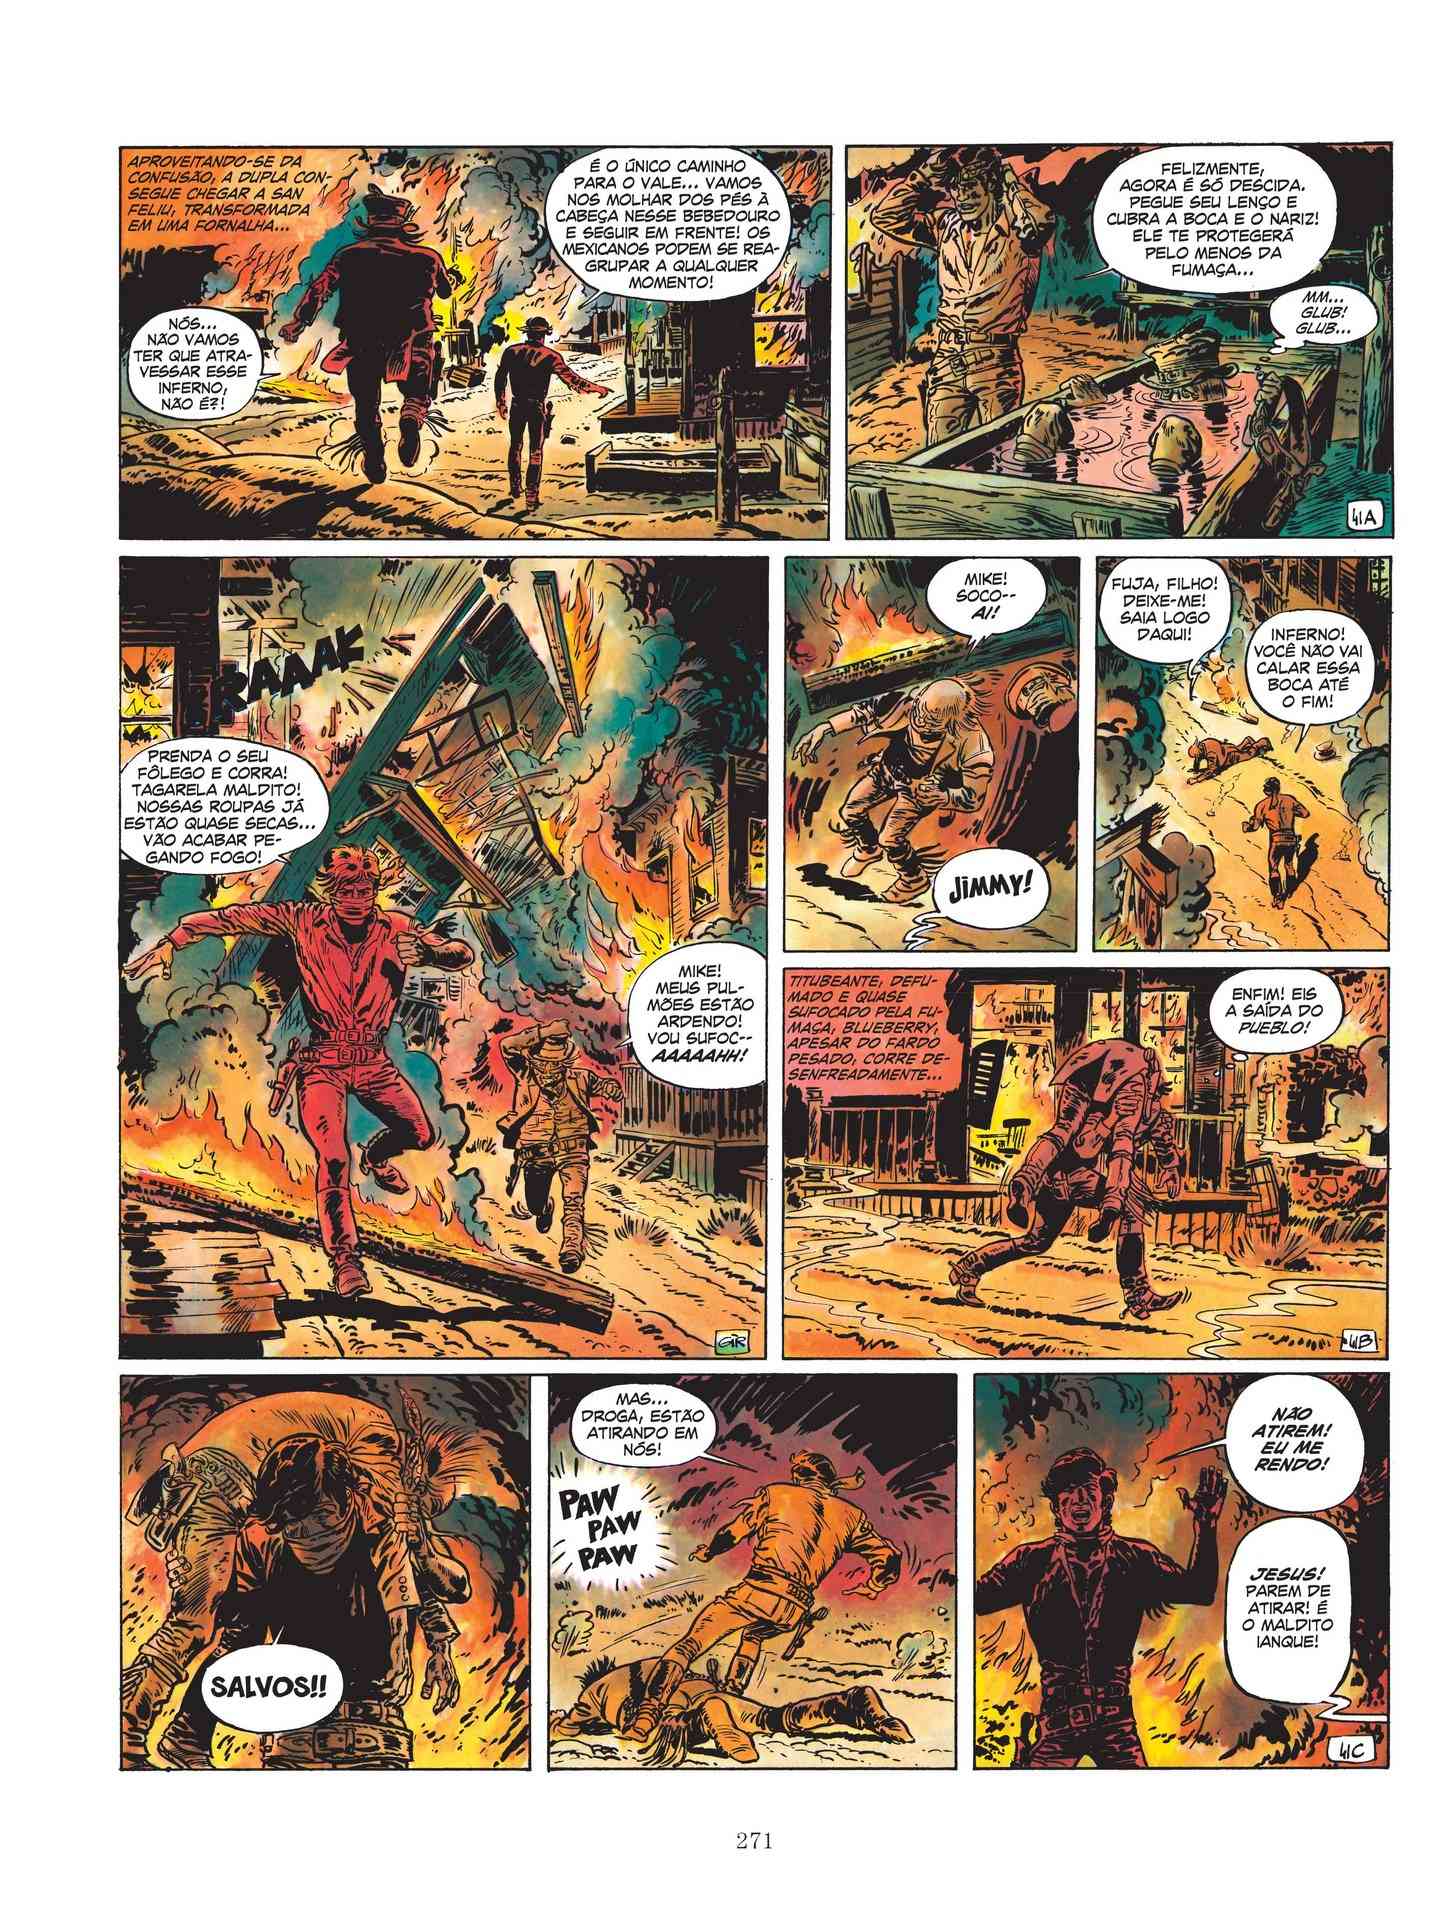 APROVEITANDO-SE DA
CONFUSÃO, A DUPLA CON-
SEGUE CHEGAR A SAN
FELIU, TRANSFORMADA
EM UMA FORNALHA...
NÓS...
NÃO VAMOS
TER QUE ATRA-
VESSAR ESSE
INFERNO,
NÃO É?!
É O ÚNICO CAMINHO
PARA O VALE... VAMOS
NOS MOLHAR DOS PÉS À
CABEÇA NESSE BEBEDOURO
E SEGUIR EM FRENTE! OS
MEXICANOS PODEM SE REA-
GRUPAR A QUALQUER
MOMENTO!
FELIZMENTE,
AGORA É SÓ DESCIDA.
PEGUE SEU LENÇO E
CUBRA A BOCA E O NARIZ!
ELE TE PROTEGERÁ
PELO MENOS DA
FUMAÇA...
MM...
GLUB!
GLUB...
41A
RAAAK
PRENDA O SEU
FÔLEGO E CORRA!
TAGARELA MALDITO!
NOSSAS ROUPAS JÁ
ESTÃO QUASE SECAS...
VÃO ACABAR PE-
GANDO FOGO!
MIKE!
MEUS PUL-
MÕES ESTÃO
ARDENDO!
VOU SUFOC--
AAAAAHH!
GIR
MIKE!
SOCO--
AI!
JIMMY!
FUJA, FILHO!
DEIXE-ME!
SAIA LOGO
DAQUI!
INFERNO!
VOCÊ NÃO VAI
CALAR ESSA
BOCA ATÉ
O FIM!
TITUBEANTE, DEFU-
MADO E QUASE
SUFOCADO PELA FU-
MAÇA, BLUEBERRY,
APESAR DO FARDO
PESADO, CORRE DE-
SENFREADAMENTE...
ENFIM! EIS
A SAÍDA DO
PUEBLO!
41B
SALVOS!!
MAS...
DROGA, ESTÃO
ATIRANDO EM
NÓS!
PAW
PAW
PAW
NÃO
ATIREM!
EU ME
RENDO!
JESUS!
PAREM DE
ATIRAR! É
O MALDITO
IANQUE!
41C
271